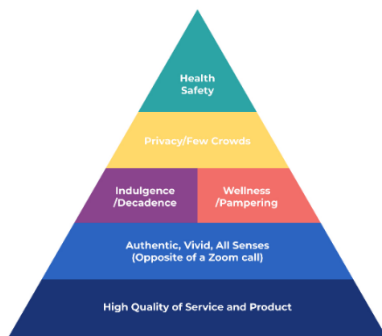 Health
Safety
Privacy/Few Crowds
Indulgence
/Decadence
Wellness
/Pampering
Authentic, Vivid, All Senses
(Opposite of a Zoom call)
High Quality of Service and Product